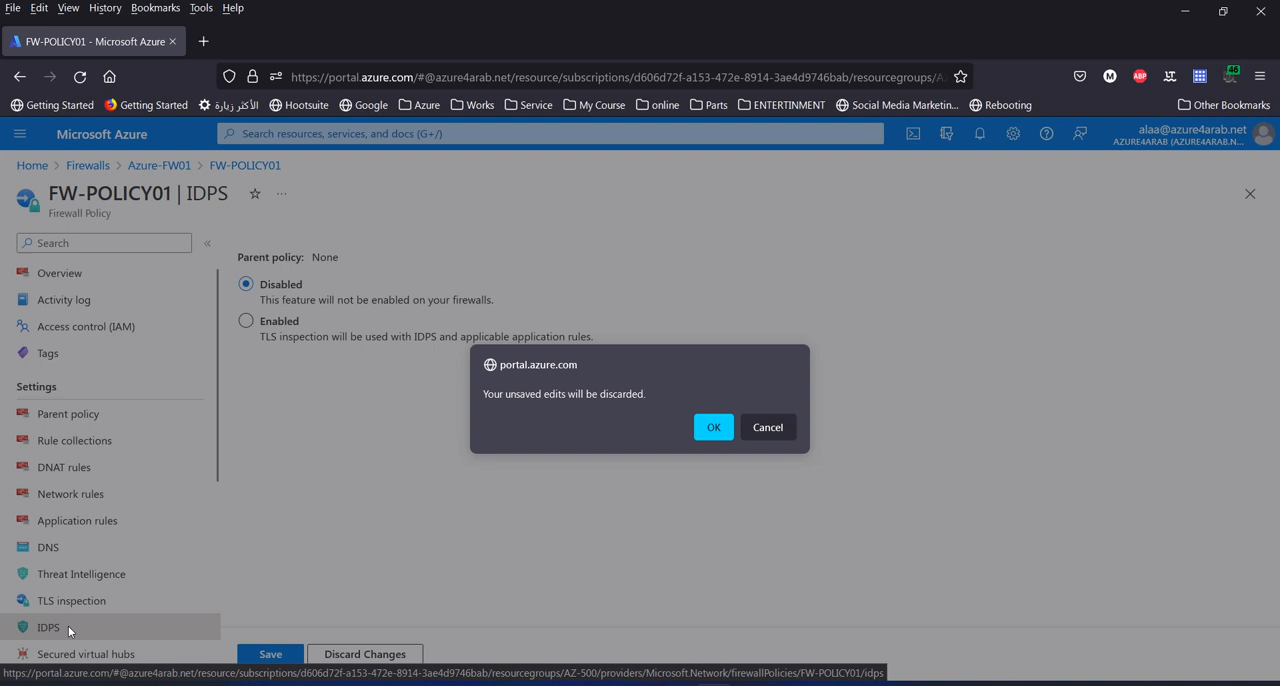 File Edit View History Bookmarks Tools Help
FW-POLICY01 - Microsoft Azure
https://portal.azure.com/#@azure4arab.net/resource/subscriptions/d606d72f-a153-472e-8914-3ae4d9746bab/resourcegroups/A
ABP
46
Getting Started Getting Started الأكثر زيارة Hootsuite Google Azure Works Service My Course online Parts ENTERTINMENT Social Media Marketin... Rebooting Other Bookmarks
Microsoft Azure
Search resources, services, and docs (G+/)
alaa@azure4arab.net
AZURE4ARAB (AZURE4ARAB.N...
Home > Firewalls > Azure-FW01 > FW-POLICY01
FW-POLICY01 | IDPS
Firewall Policy
Search
Overview
Activity log
Access control (IAM)
Tags
Settings
Parent policy
Rule collections
DNAT rules
Network rules
Application rules
DNS
Threat Intelligence
TLS inspection
IDPS
Secured virtual hubs
Parent policy: None
Disabled
This feature will not be enabled on your firewalls.
Enabled
TLS inspection will be used with IDPS and applicable application rules.
portal.azure.com
Your unsaved edits will be discarded.
OK Cancel
Save Discard Changes
https://portal.azure.com/#@azure4arab.net/resource/subscriptions/d606d72f-a153-472e-8914-3ae4d9746bab/resourcegroups/AZ-500/providers/Microsoft.Network/firewallPolicies/FW-POLICY01/idps